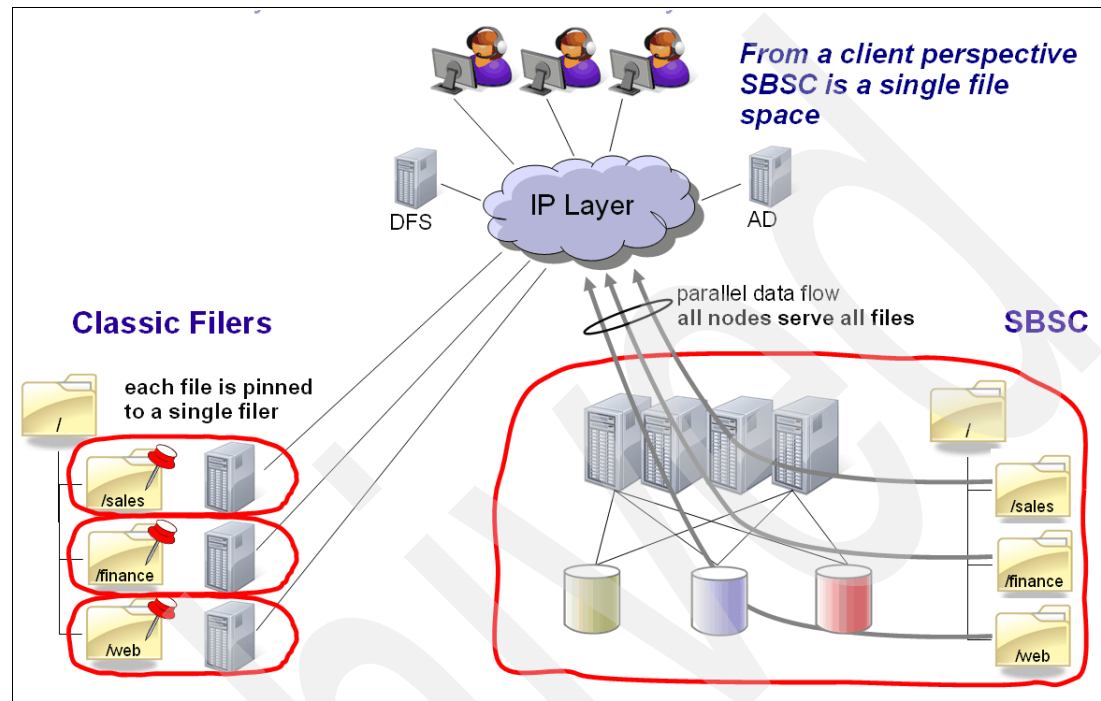 From a client perspective
SBSC is a single file
space
IP Layer
DFS
AD
parallel data flow
all nodes serve all files
Classic Filers
SBSC
each file is pinned
to a single filer
/
/sales
/finance
/web
/
/sales
/finance
/web